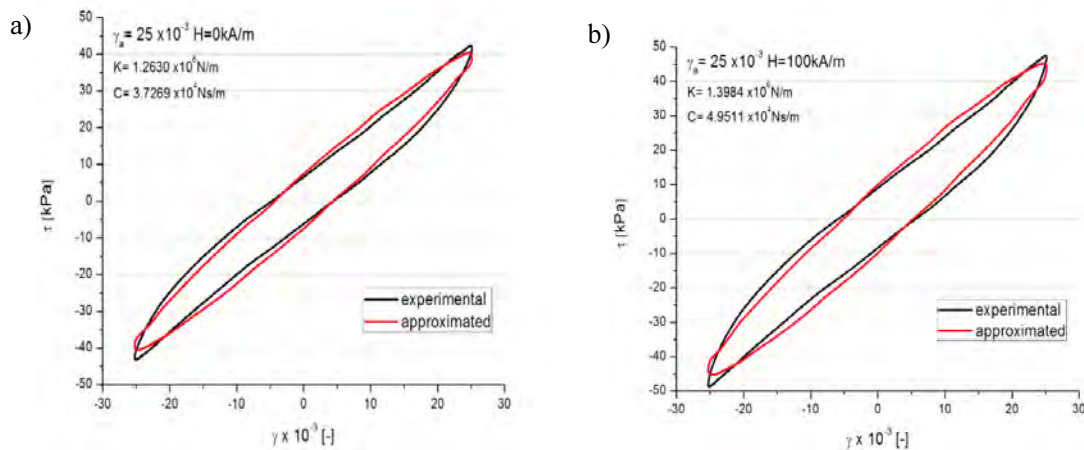 a)
γₐ= 25 x10⁻³ H=0kA/m
K= 1.2630 x10⁶N/m
C= 3.7269 x10⁴Ns/m
τ [kPa]
50
40
30
20
10
0
-10
-20
-30
-40
-50
experimental
approximated
-30 -20 -10 0 10 20 30
γ x 10⁻³ [-]
b)
γₐ= 25 x10⁻³ H=100kA/m
K= 1.3984 x10⁶N/m
C= 4.9511 x10⁴Ns/m
τ [kPa]
50
40
30
20
10
0
-10
-20
-30
-40
-50
experimental
approximated
-30 -20 -10 0 10 20 30
γ x 10⁻³ [-]